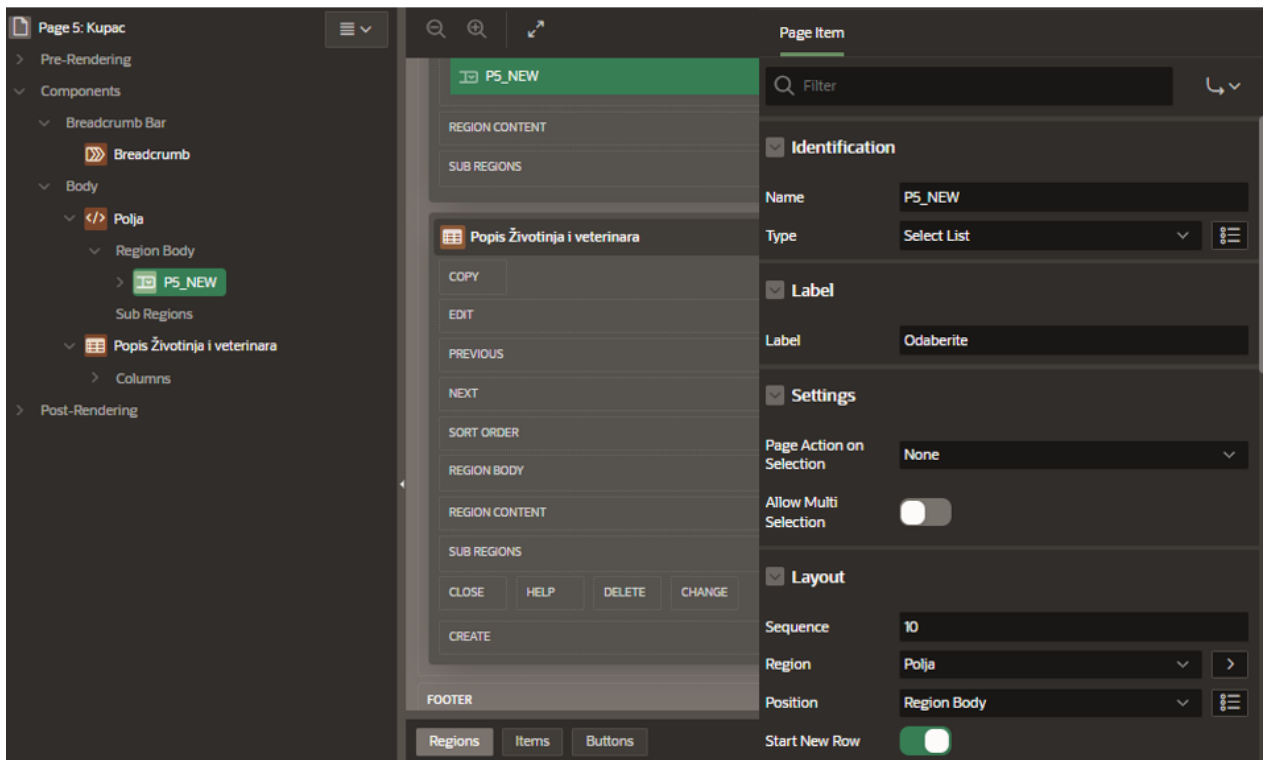 Page 5: Kupac
Pre-Rendering
Components
Breadcrumb Bar
Breadcrumb
Body
Polja
Region Body
P5_NEW
Sub Regions
Popis Životinja i veterinara
Columns
Post-Rendering
P5_NEW
REGION CONTENT
SUB REGIONS
Popis Životinja i veterinara
COPY
EDIT
PREVIOUS
NEXT
SORT ORDER
REGION BODY
REGION CONTENT
SUB REGIONS
CLOSE HELP DELETE CHANGE
CREATE
FOOTER
Regions Items Buttons
Page Item
Filter
Identification
Name P5_NEW
Type Select List
Label
Label Odaberite
Settings
Page Action on
Selection None
Allow Multi
Selection
Layout
Sequence 10
Region Polja
Position Region Body
Start New Row